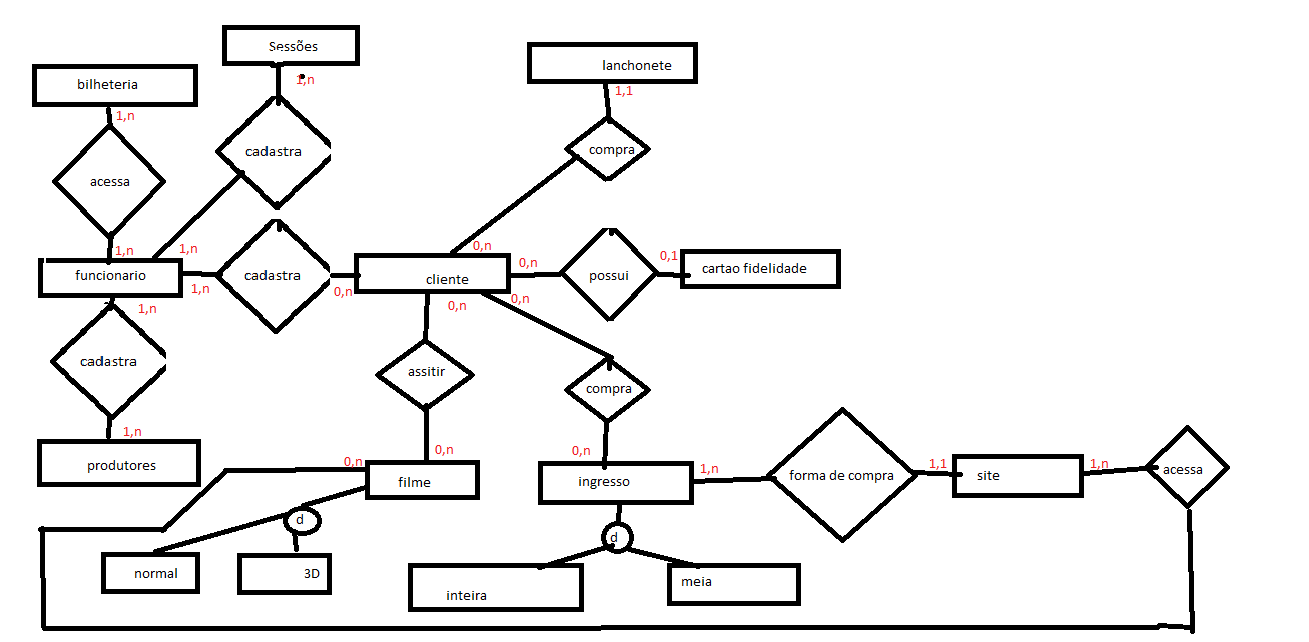 Sessões
1,n
lanchonete
1,1
bilheteria
1,n
cadastra
compra
acessa
1,n
1,n
0,n
funcionario
1,n
cadastra
0,n
cliente
0,n
possui
0,1
cartao fidelidade
1,n
0,n
0,n
cadastra
assitir
compra
1,n
0,n
0,n
produtores
0,n
filme
ingresso
1,n
forma de compra
1,1
site
1,n
acessa
d
d
normal
3D
inteira
meia